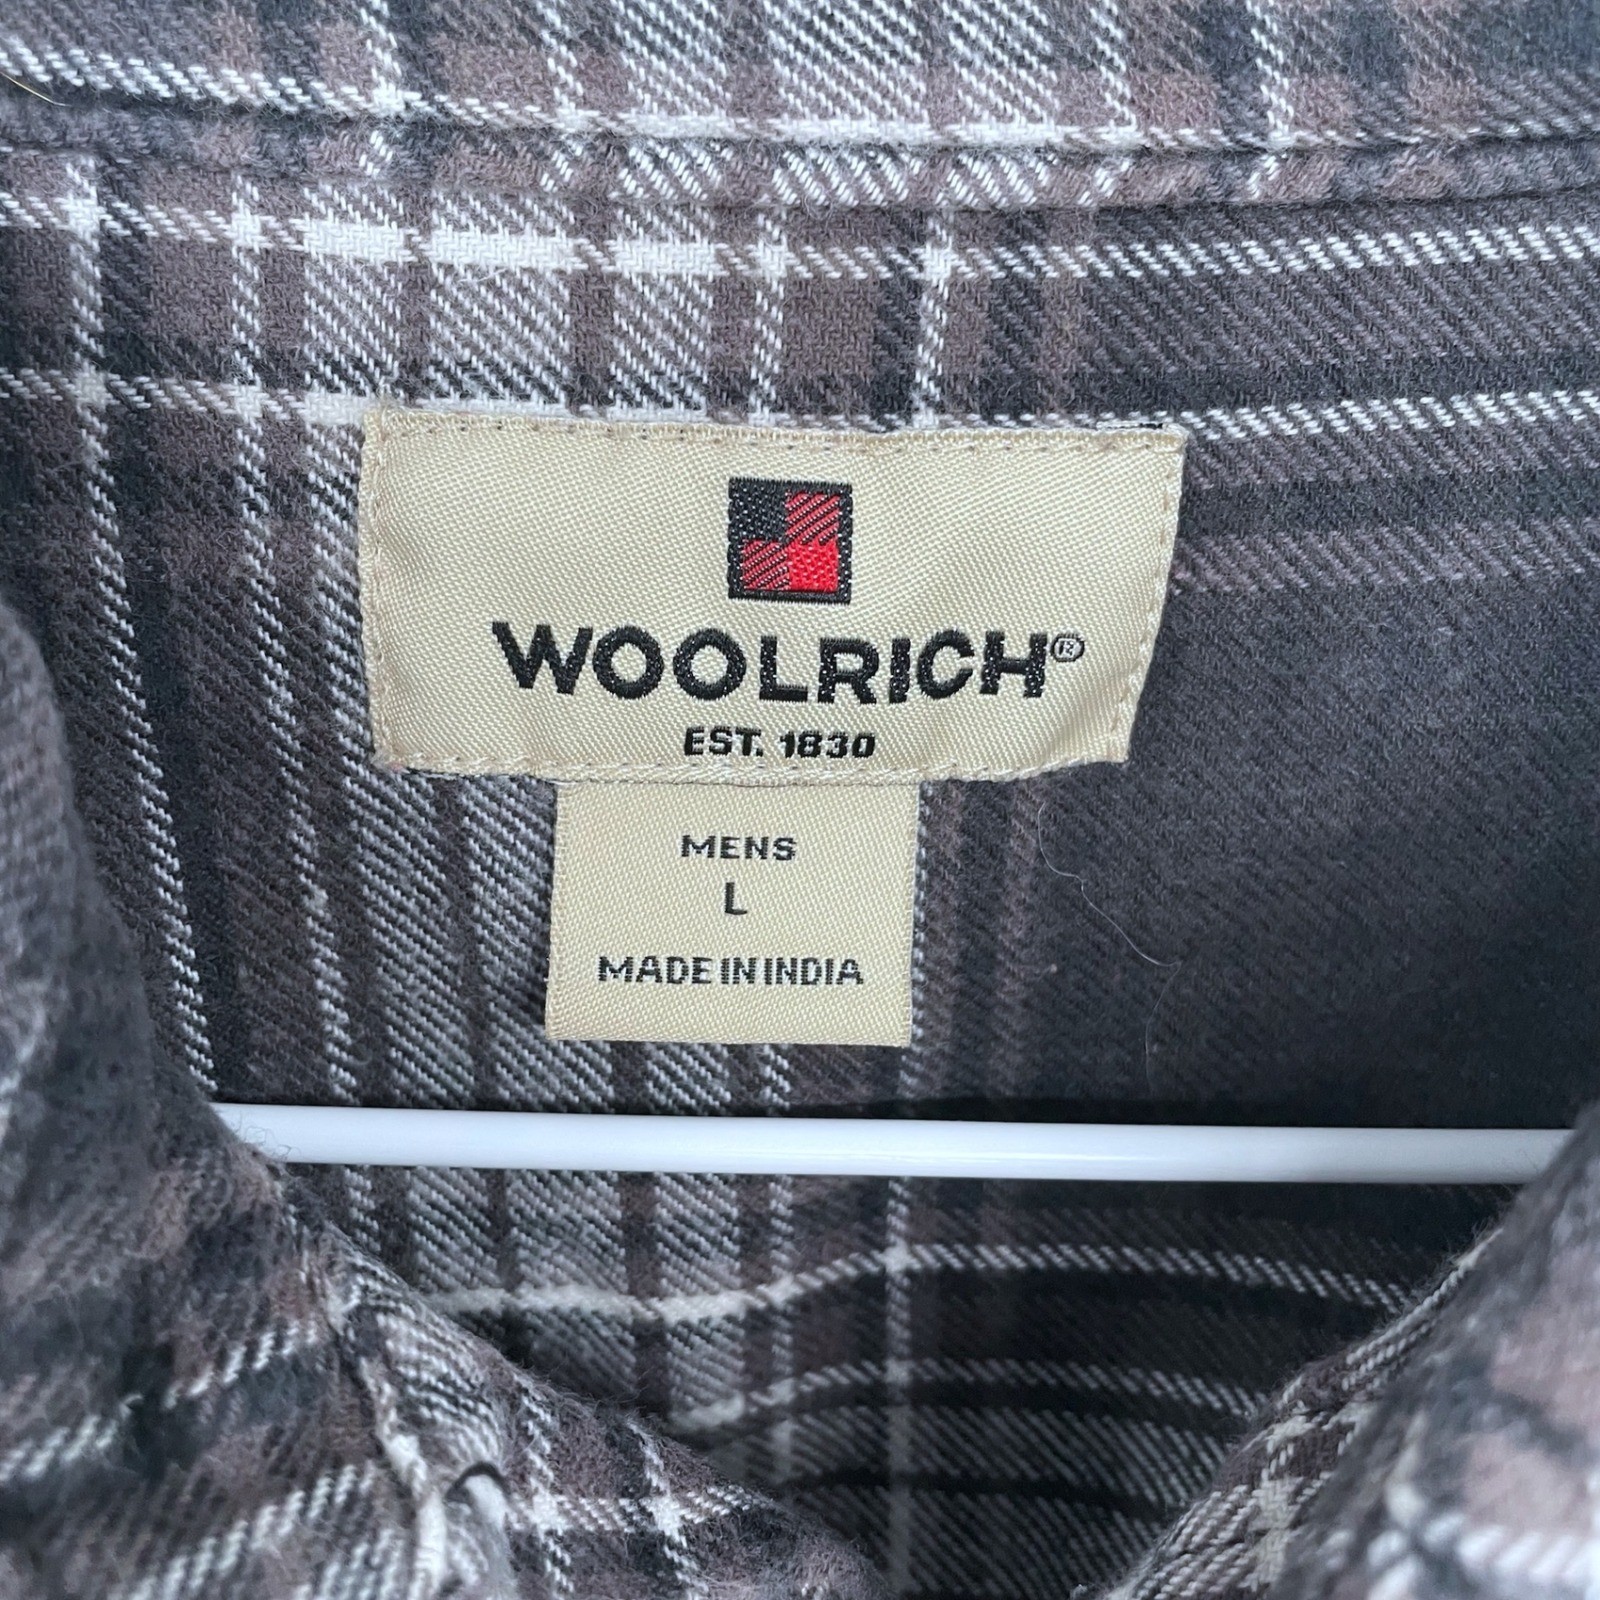 WOOLRICH®
EST. 1830
MENS
L
MADE IN INDIA